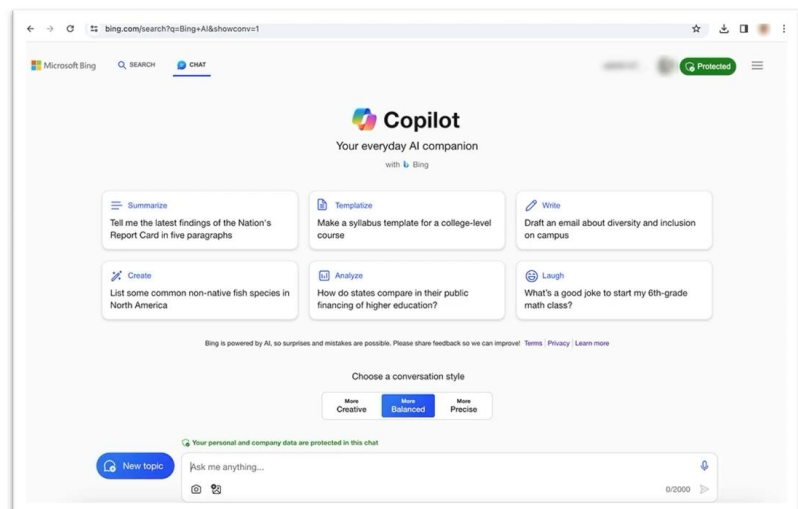 bing.com/search?q=Bing+AI&showconv=1
Microsoft Bing
SEARCH
CHAT
Protected
Copilot
Your everyday AI companion
with b Bing
Summarize
Tell me the latest findings of the Nation's
Report Card in five paragraphs
Templatize
Make a syllabus template for a college-level
course
Write
Draft an email about diversity and inclusion
on campus
Create
List some common non-native fish species in
North America
Analyze
How do states compare in their public
financing of higher education?
Laugh
What's a good joke to start my 6th-grade
math class?
Bing is powered by AI, so surprises and mistakes are possible. Please share feedback so we can improve! Terms | Privacy | Learn more
Choose a conversation style
More
Creative
More
Balanced
More
Precise
Your personal and company data are protected in this chat
New topic
Ask me anything...
0/2000